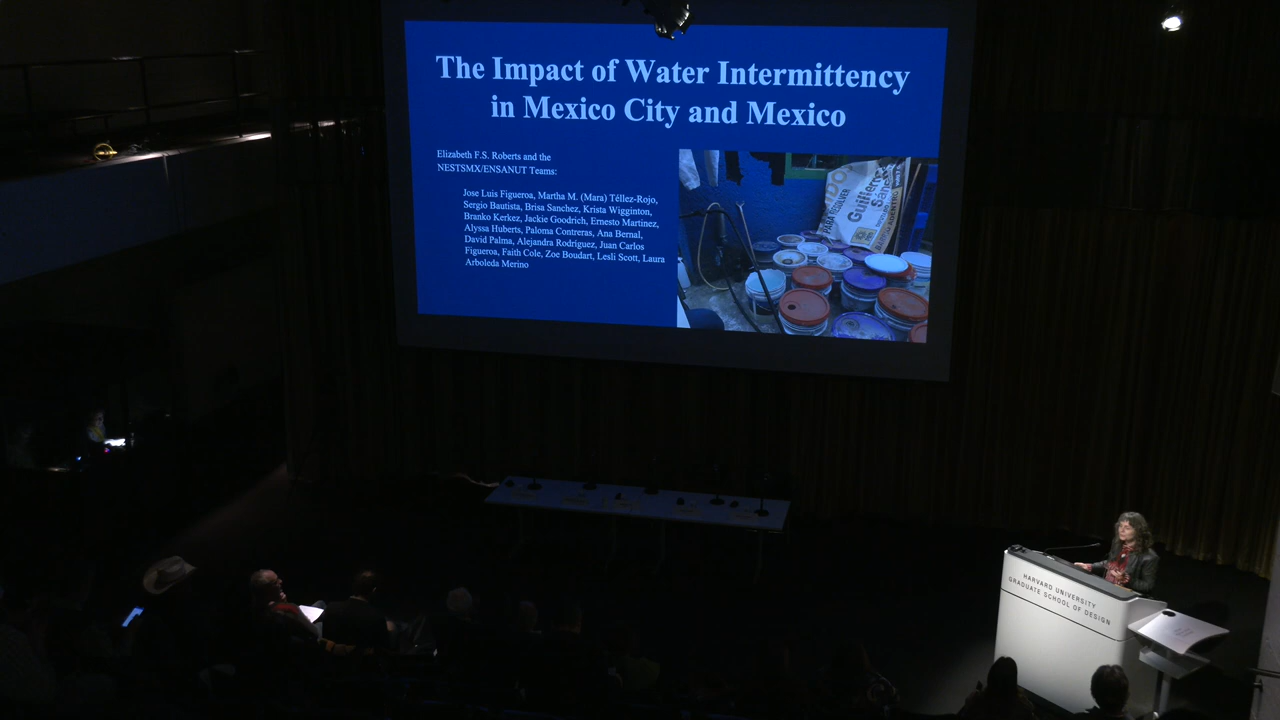 The Impact of Water Intermittency
in Mexico City and Mexico
Elizabeth F.S. Roberts and the
NESTSMX/ENSANUT Teams:
Jose Luis Figueroa, Martha M. (Mara) Téllez-Rojo,
Sergio Bautista, Brisa Sanchez, Krista Wigginton,
Branko Kerkez, Jackie Goodrich, Ernesto Martinez,
Alyssa Huberts, Paloma Contreras, Ana Bernal,
David Palma, Alejandra Rodríguez, Juan Carlos
Figueroa, Faith Cole, Zoe Boudart, Lesli Scott, Laura
Arboleda Merino
Guillermo
Sánchez
HARVARD UNIVERSITY
GRADUATE SCHOOL OF DESIGN